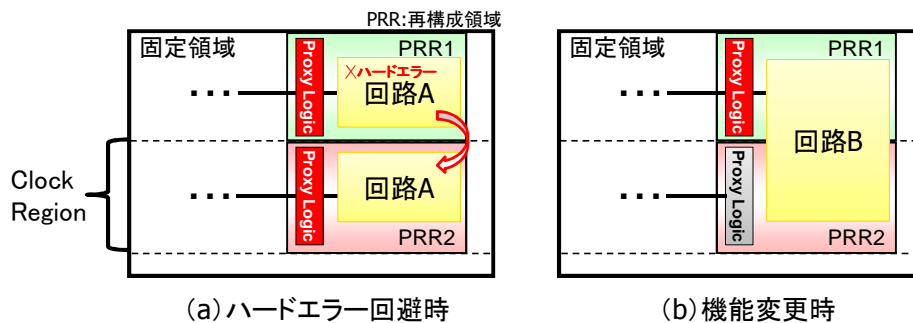 PRR:再構成領域
固定領域
PRR1
Proxy Logic
×ハードエラー
回路A
Clock
Region
Proxy Logic
回路A
PRR2
(a)ハードエラー回避時
固定領域
PRR1
Proxy Logic
回路B
Proxy Logic
PRR2
(b)機能変更時